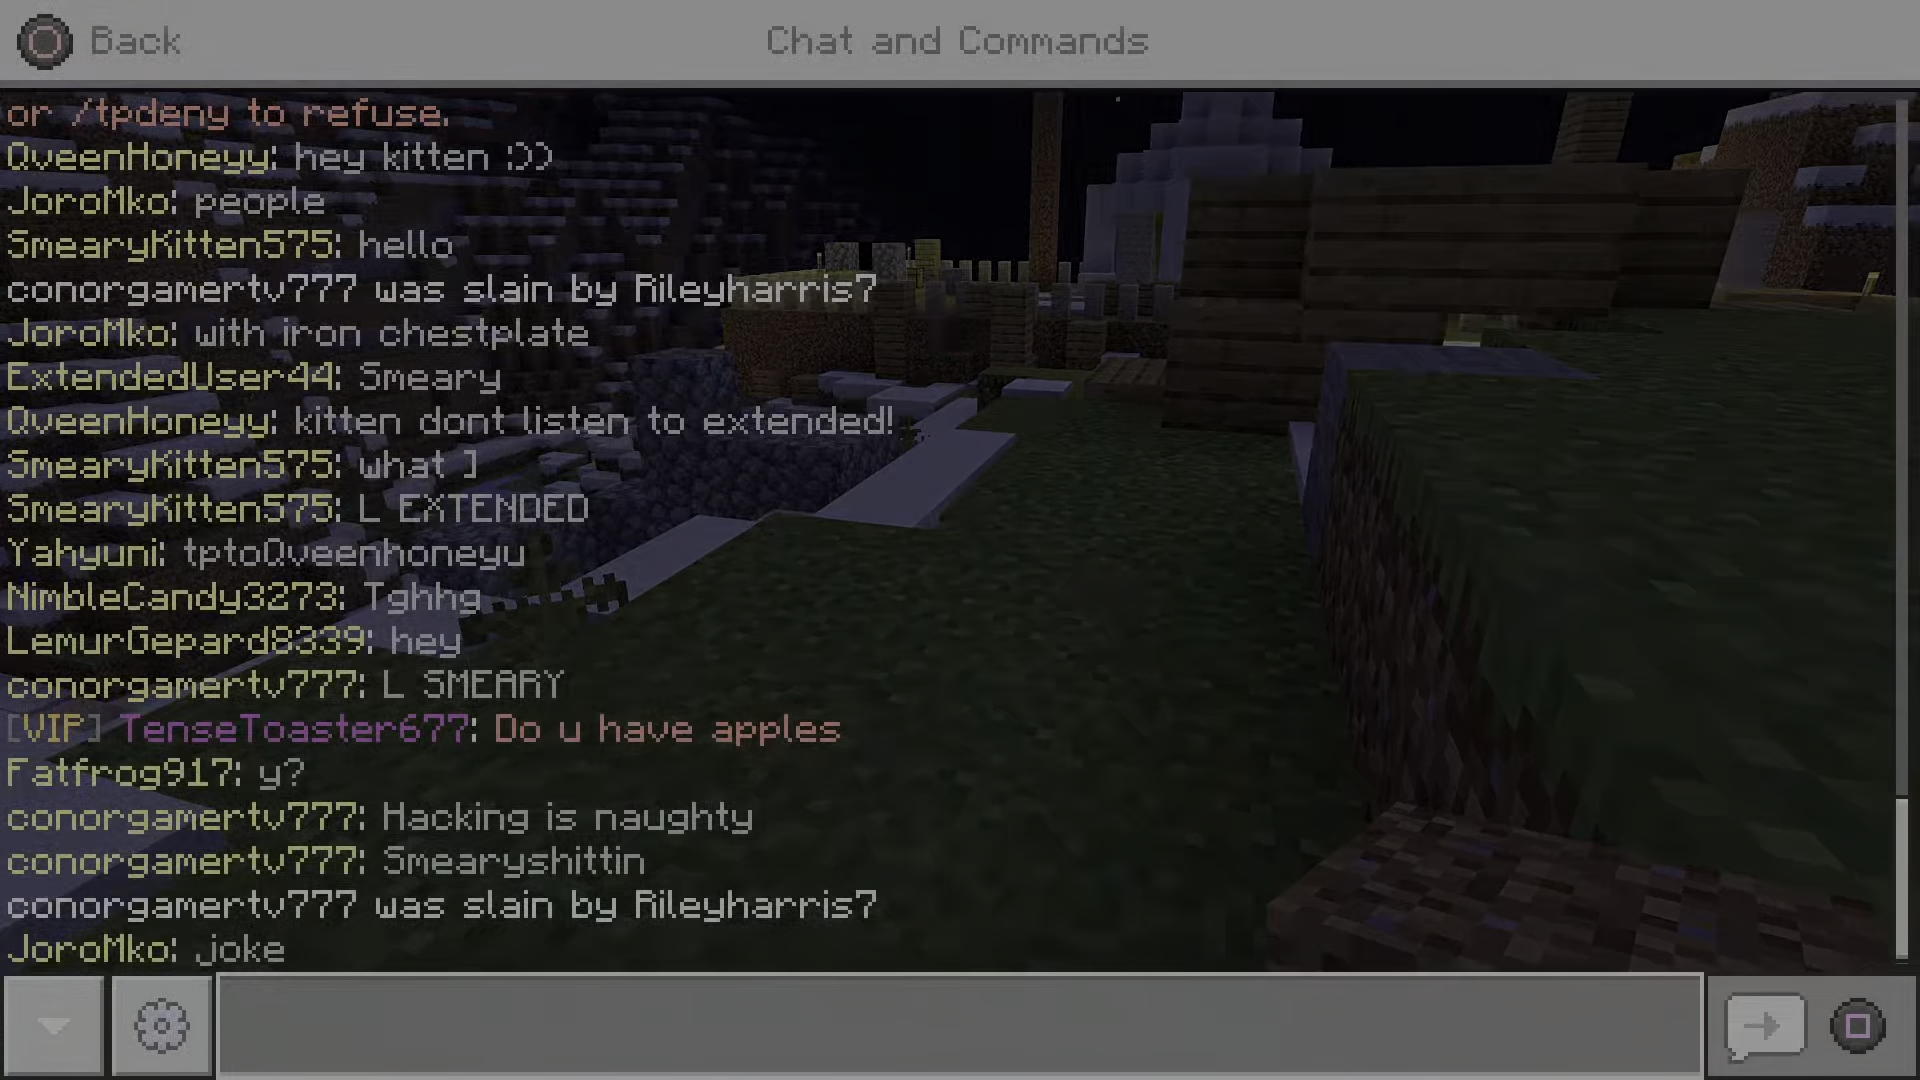 Back
Chat and Commands
or /tpdeny to refuse.
QveenHoneyy: hey kitten :))
JoroMko: people
SmearyKitten575: hello
conorgamertv777 was slain by Rileyharris7
JoroMko: with iron chestplate
ExtendedUser44: Smeary
QveenHoneyy: kitten dont listen to extended!
SmearyKitten575: what ]
SmearyKitten575: L EXTENDED
Yahyuni: tptoQveenhoneyu
NimbleCandy3273: Tghhg
LemurGepard8339: hey
conorgamertv777: L SMEARY
[VIP] TenseToaster677: Do u have apples
Fatfrog917: y?
conorgamertv777: Hacking is naughty
conorgamertv777: Smearyshittin
conorgamertv777 was slain by Rileyharris7
JoroMko: joke